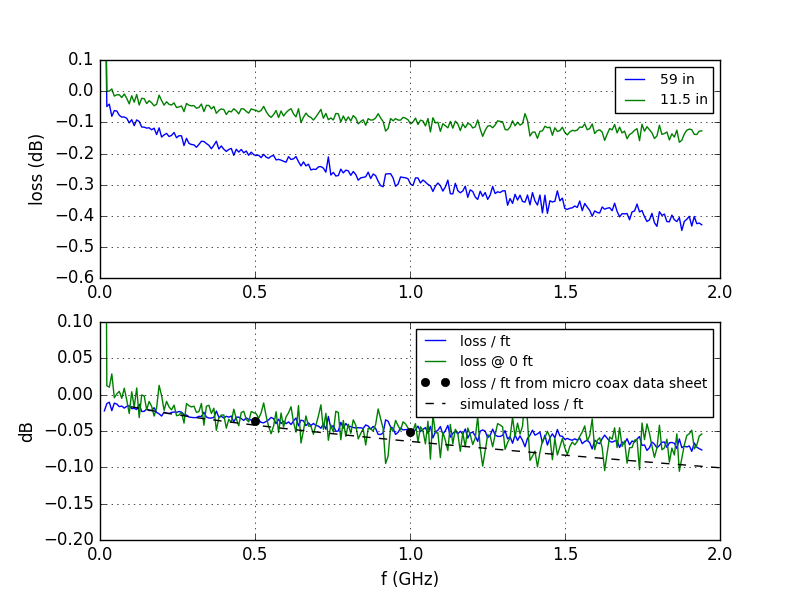 0.1
0.0
−0.1
−0.2
−0.3
−0.4
−0.5
−0.6
loss (dB)
59 in
11.5 in
0.0 0.5 1.0 1.5 2.0
0.10
0.05
0.00
−0.05
−0.10
−0.15
−0.20
dB
loss / ft
loss @ 0 ft
loss / ft from micro coax data sheet
simulated loss / ft
0.0 0.5 1.0 1.5 2.0
f (GHz)